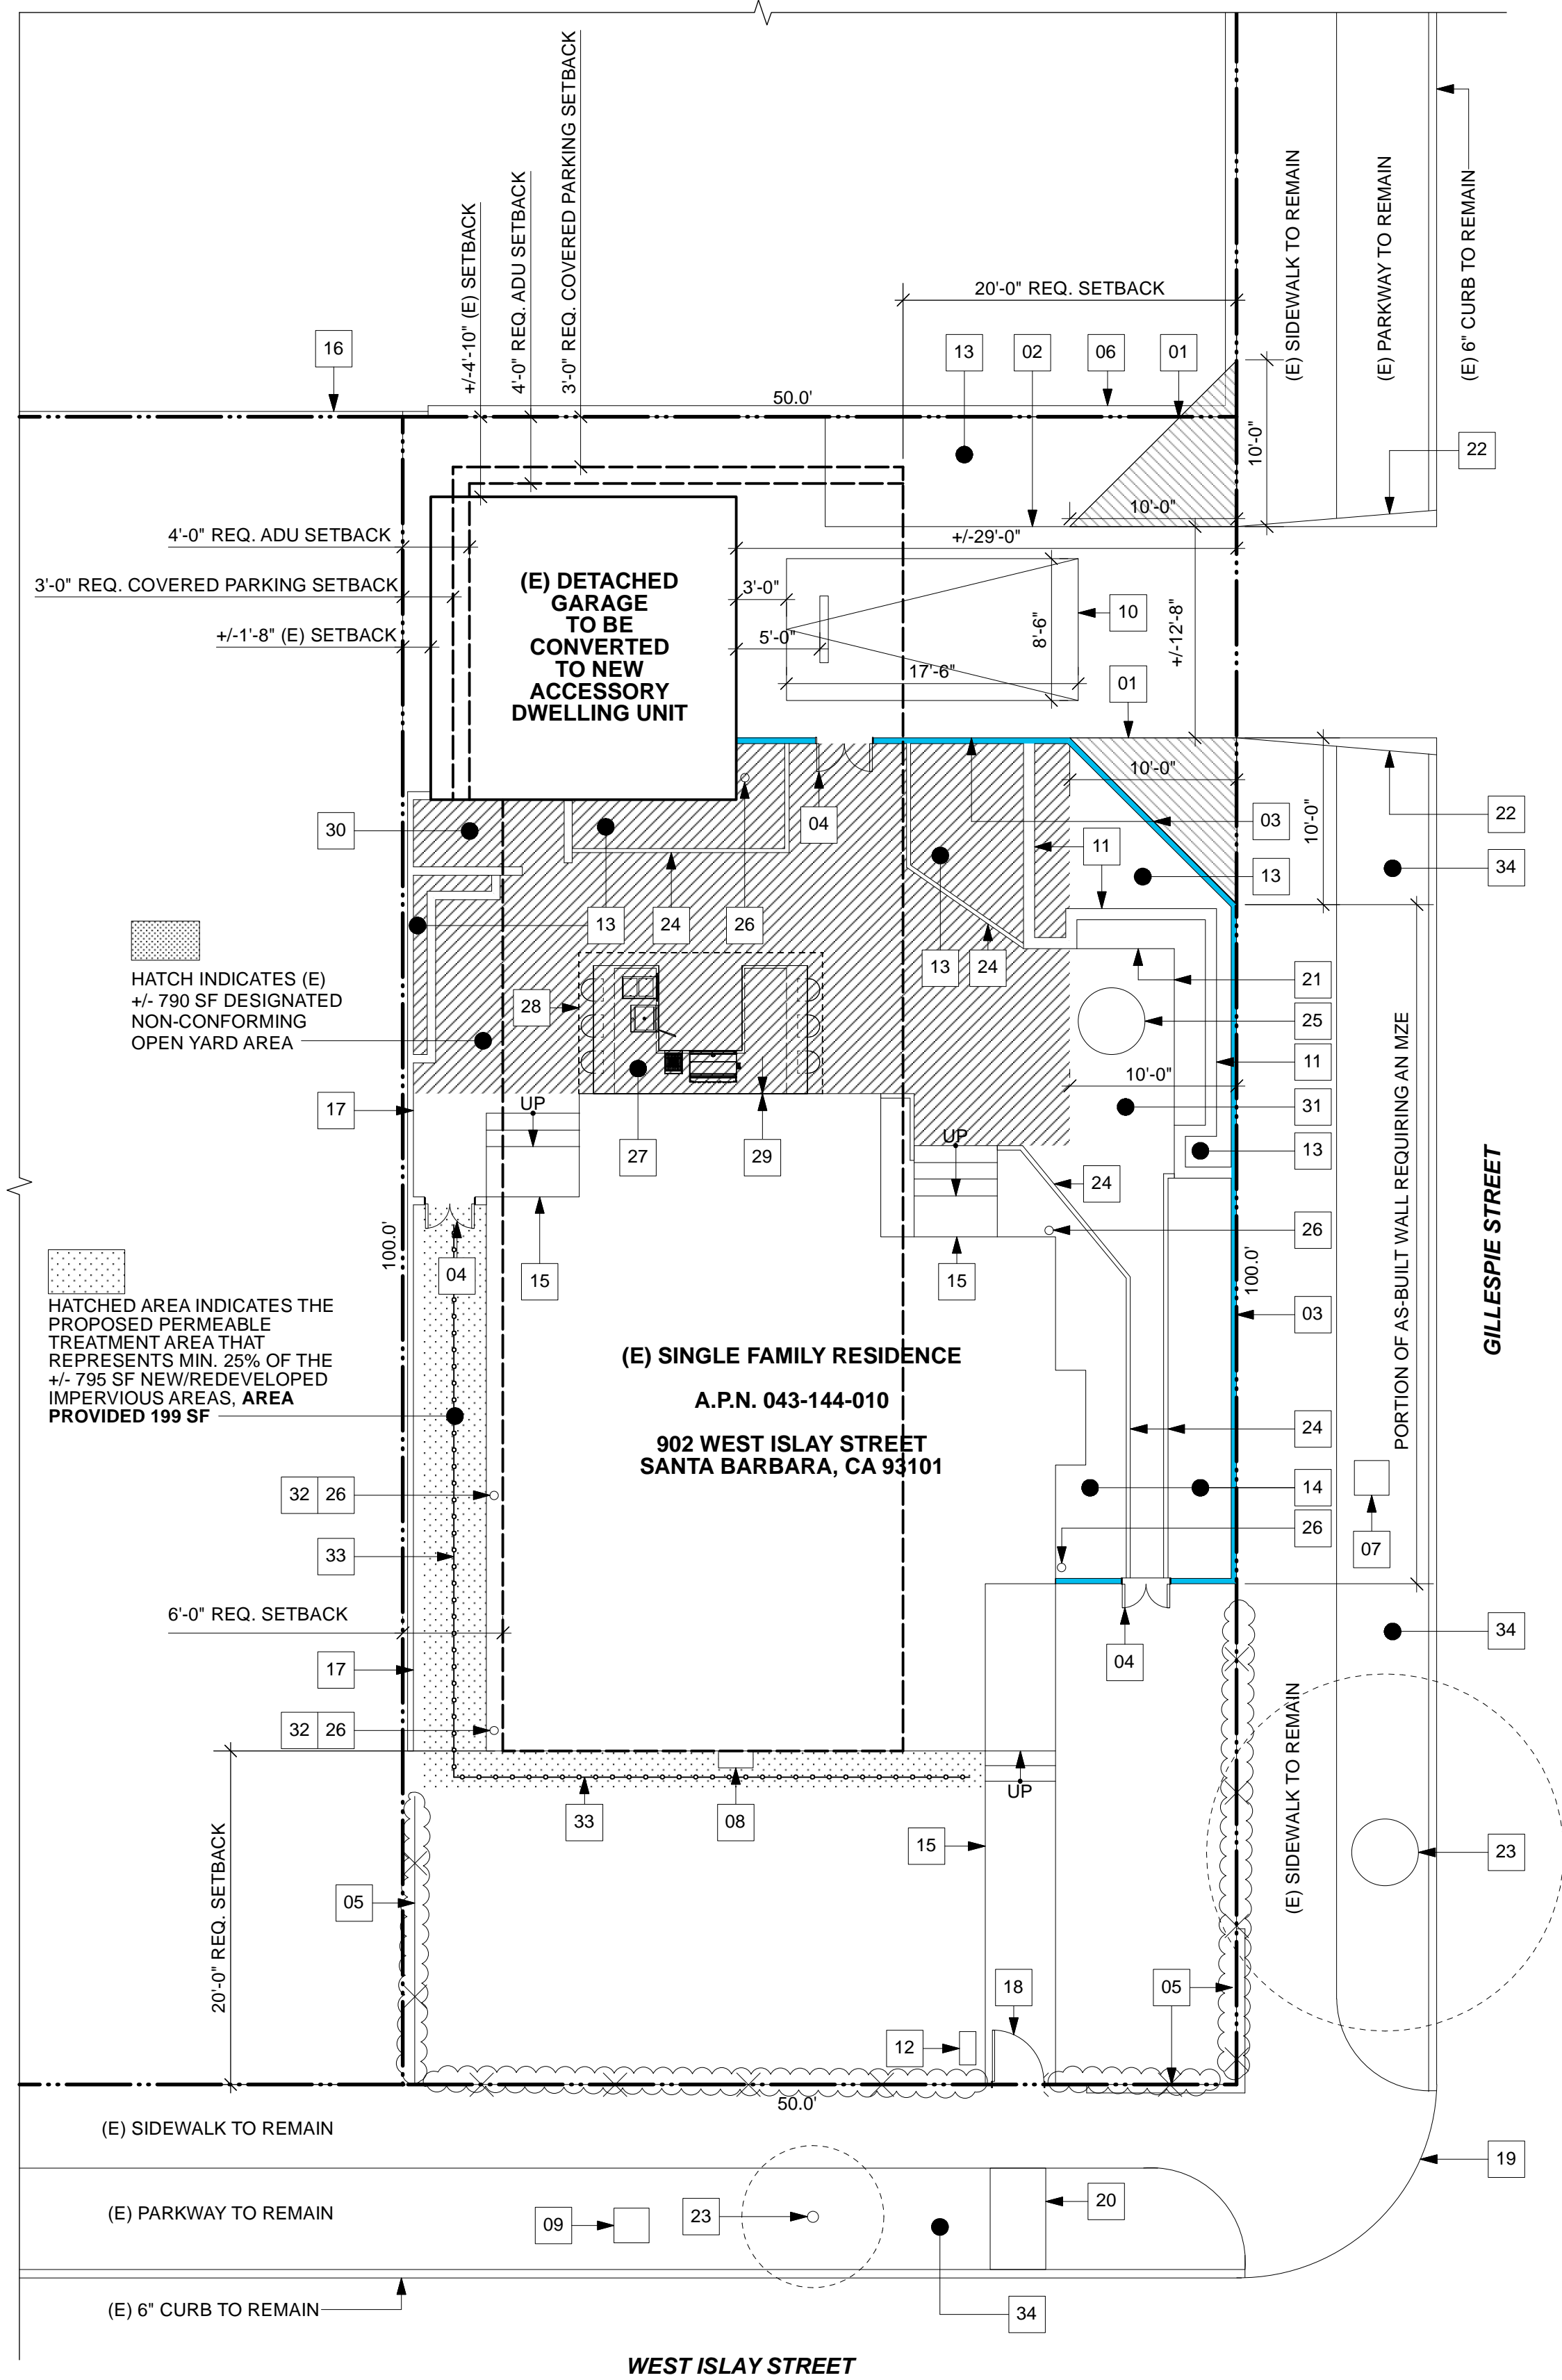 +/-4'-10" (E) SETBACK
4'-0" REQ. ADU SETBACK
3'-0" REQ. COVERED PARKING SETBACK
20'-0" REQ. SETBACK
(E) SIDEWALK TO REMAIN
(E) PARKWAY TO REMAIN
(E) 6" CURB TO REMAIN
16
13
02
06
01
50.0'
10'-0"
22
10'-0"
4'-0" REQ. ADU SETBACK
+/-29'-0"
3'-0" REQ. COVERED PARKING SETBACK
+/-1'-8" (E) SETBACK
(E) DETACHED
GARAGE
TO BE
CONVERTED
TO NEW
ACCESSORY
DWELLING UNIT
3'-0"
5'-0"
8'-6"
17'-6"
10
+/-12'-8"
01
10'-0"
10'-0"
22
30
04
03
11
34
13
13
24
26
13
24
HATCH INDICATES (E)
+/- 790 SF DESIGNATED
NON-CONFORMING
OPEN YARD AREA
21
28
25
11
10'-0"
17
UP
31
27
29
UP
13
24
PORTION OF AS-BUILT WALL REQUIRING AN MZE
GILLESPIE STREET
26
100.0'
04
15
15
100.0'
HATCHED AREA INDICATES THE
PROPOSED PERMEABLE
TREATMENT AREA THAT
REPRESENTS MIN. 25% OF THE
+/- 795 SF NEW/REDEVELOPED
IMPERVIOUS AREAS, AREA
PROVIDED 199 SF
03
(E) SINGLE FAMILY RESIDENCE
A.P.N. 043-144-010
902 WEST ISLAY STREET
SANTA BARBARA, CA 93101
24
32 26
14
26
07
33
6'-0" REQ. SETBACK
34
17
04
32 26
UP
33
08
15
(E) SIDEWALK TO REMAIN
23
20'-0" REQ. SETBACK
05
18
05
12
50.0'
(E) SIDEWALK TO REMAIN
19
(E) PARKWAY TO REMAIN
09
23
20
(E) 6" CURB TO REMAIN
34
WEST ISLAY STREET